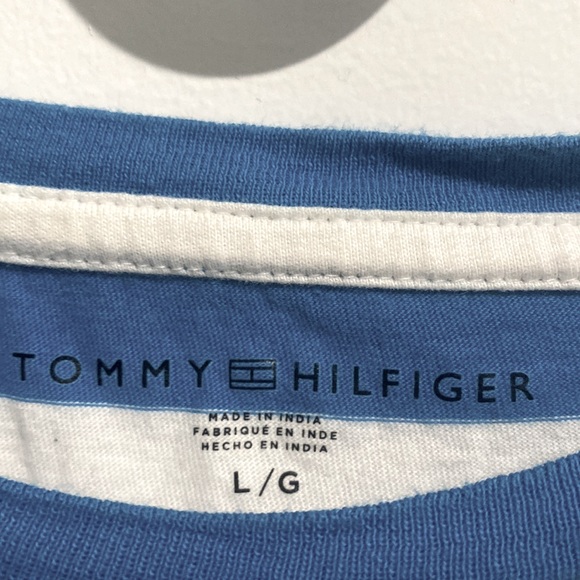 TOMMY HILFIGER
MADE IN INDIA
FABRIQUÉ EN INDE
HECHO EN INDIA
L/G